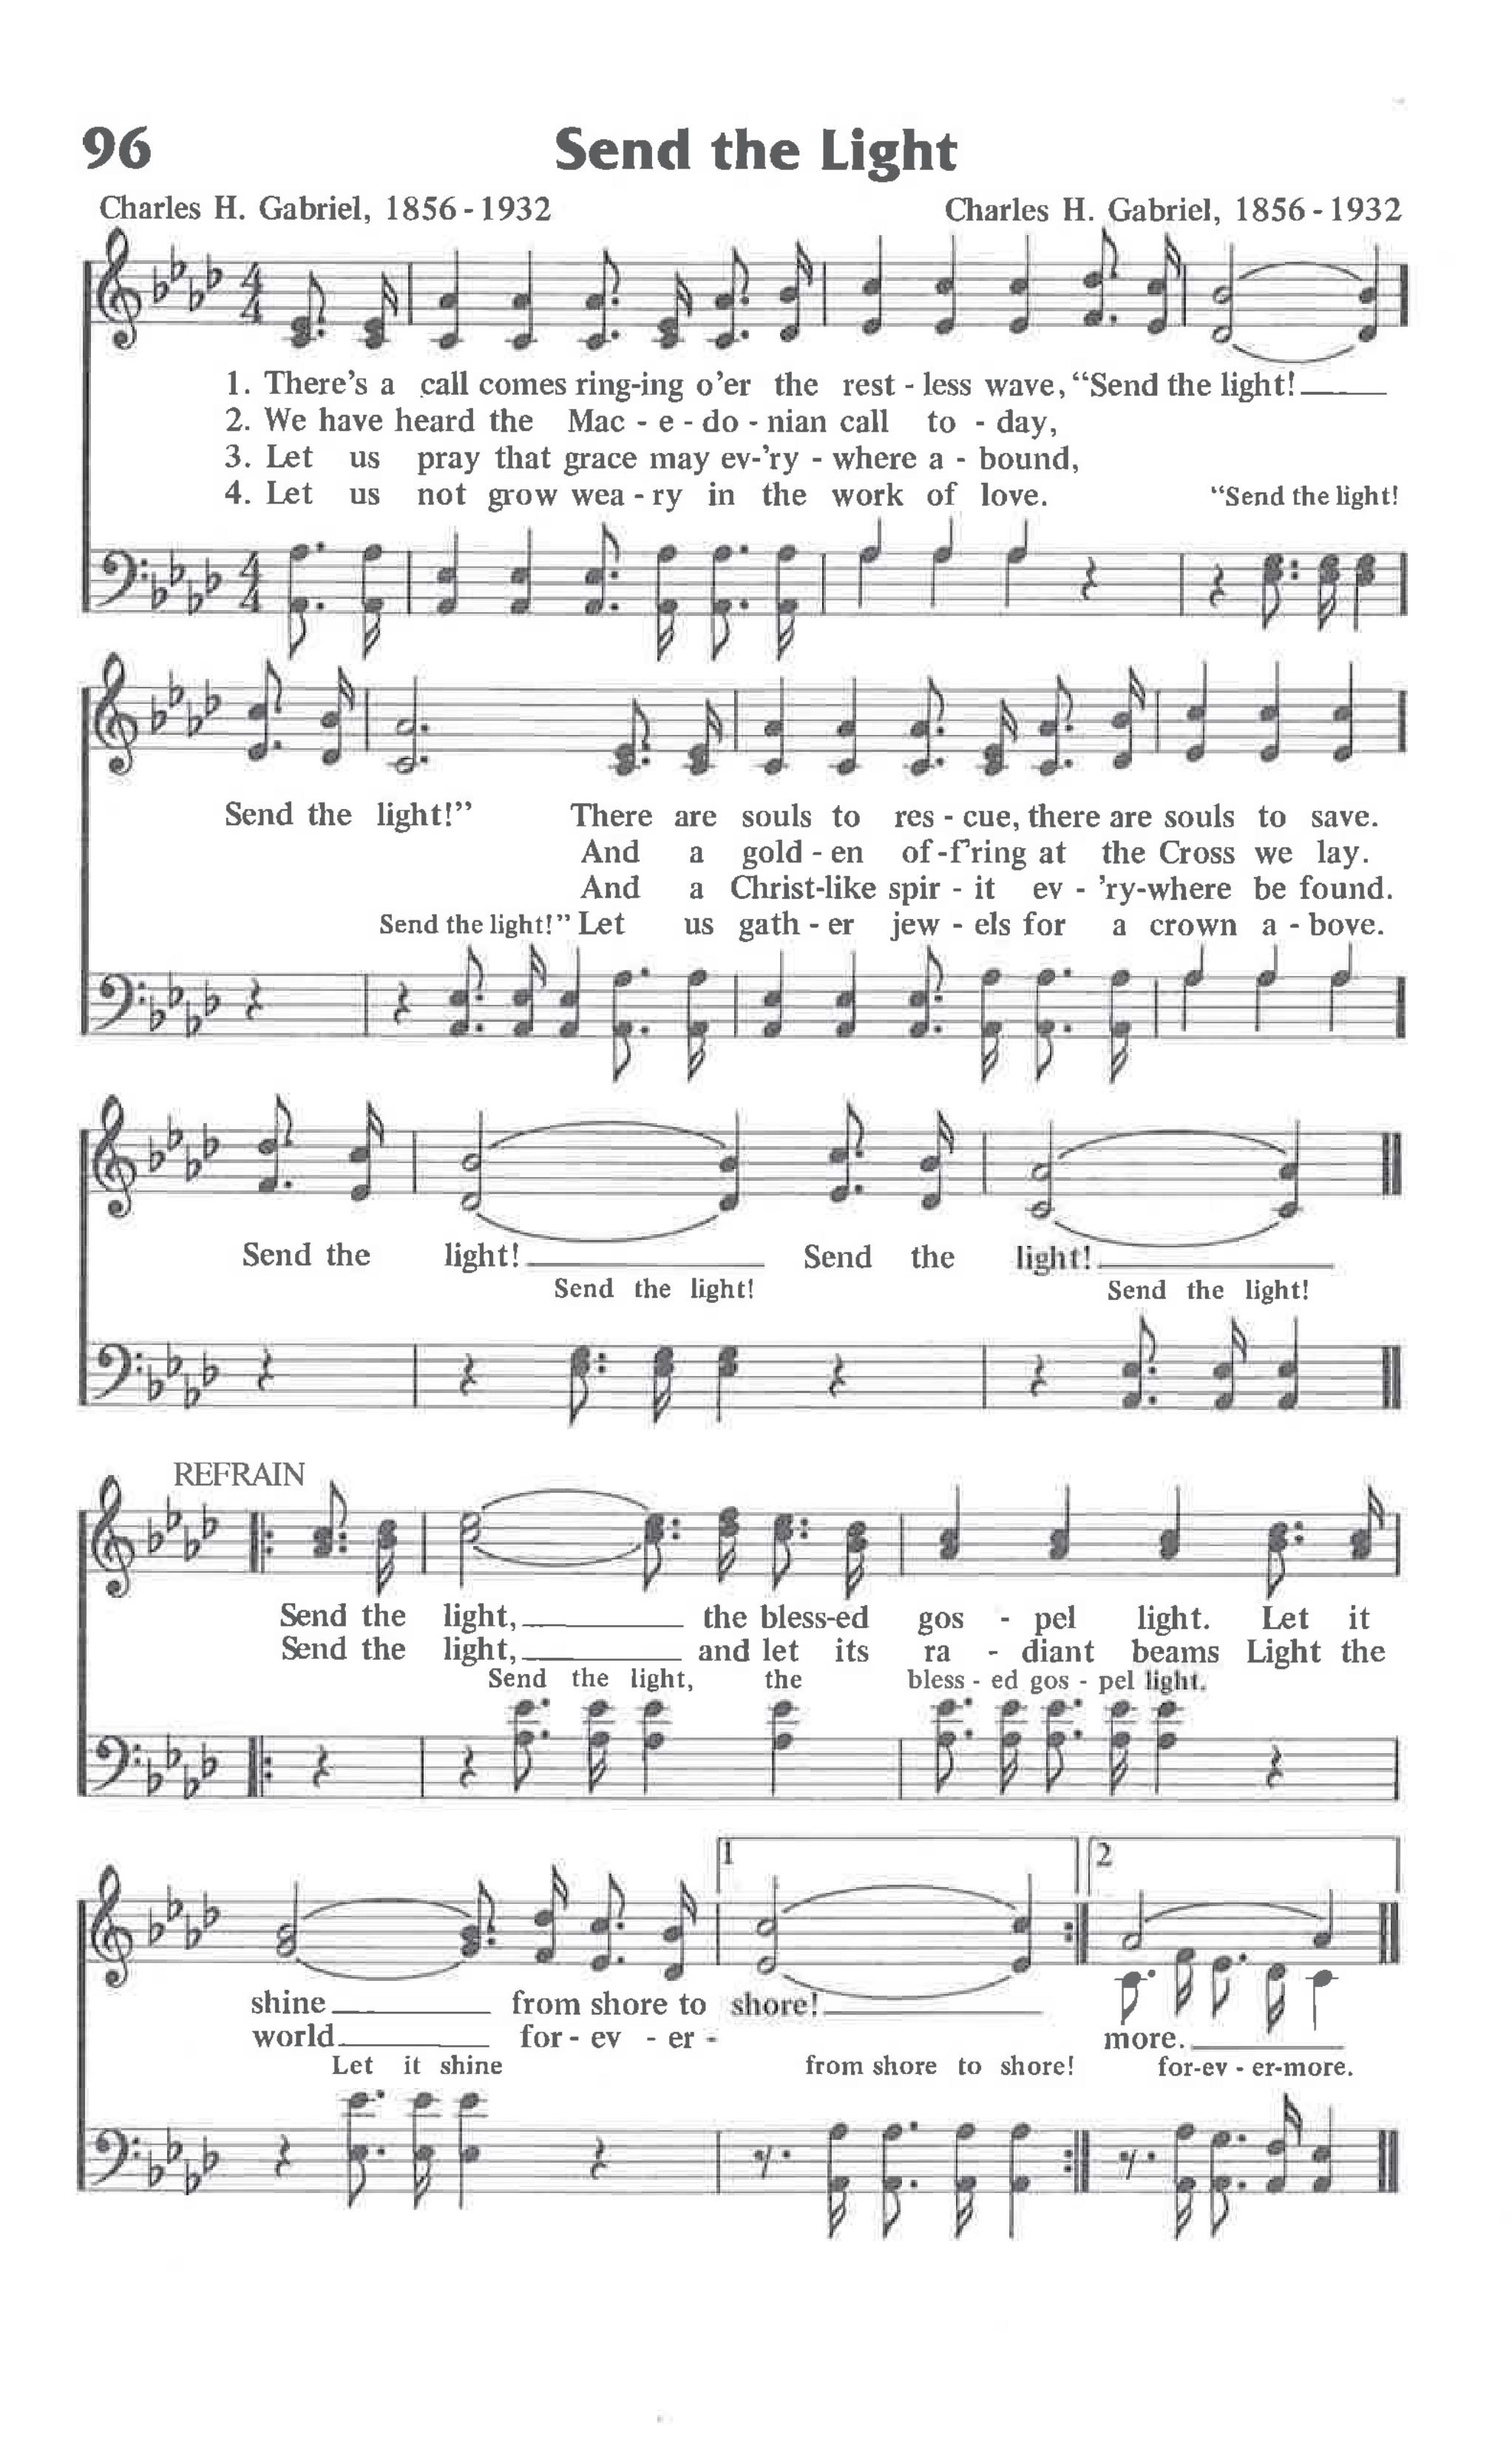 96 Send the Light
Charles H. Gabriel, 1856-1932 Charles H. Gabriel, 1856-1932
1. There's a call comes ring-ing o'er the rest - less wave, “Send the light!
2. We have heard the Mac - e - do - nian call to - day,
3. Let us pray that grace may ev-'ry - where a - bound,
4. Let us not grow wea - ry in the work of love. “Send the light!
Send the light!” There are souls to res - cue, there are souls to save.
And a gold - en of-f'ring at the Cross we lay.
And a Christ-like spir - it ev - 'ry-where be found.
Send the light!” Let us gath - er jew - els for a crown a - bove.
Send the light! Send the light!
Send the light! Send the light!
REFRAIN
Send the light, the bless-ed gos - pel light. Let it
Send the light, and let its ra - diant beams Light the
Send the light, the bless - ed gos - pel light.
1 2
shine from shore to shore!
world for - ev - er - more.
Let it shine from shore to shore! for-ev - er-more.